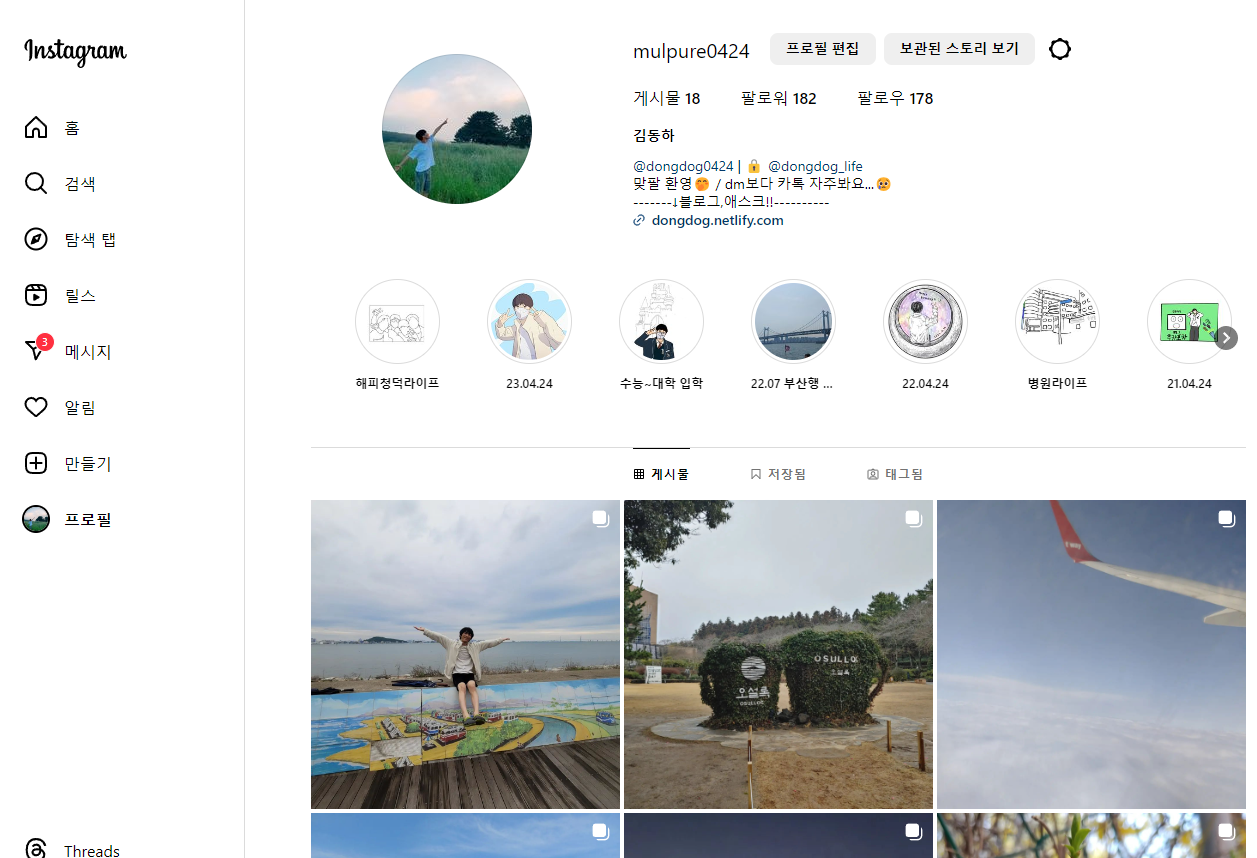 Instagram
홈
검색
탐색 탭
릴스
3
메시지
알림
만들기
프로필
Threads
mulpure0424 프로필 편집 보관된 스토리 보기
게시물 18 팔로워 182 팔로우 178
김동하
@dongdog0424 | 🔒 @dongdog_life
맞팔 환영🤭 / dm보다 카톡 자주봐요...🥺
-------↓블로그,애스크!!----------
dongdog.netlify.com
해피청덕라이프 23.04.24 수능~대학 입학 22.07 부산행 ... 22.04.24 병원라이프 21.04.24
게시물 저장됨 태그됨
오설록
OSULLOC
OSULLOC
오설록